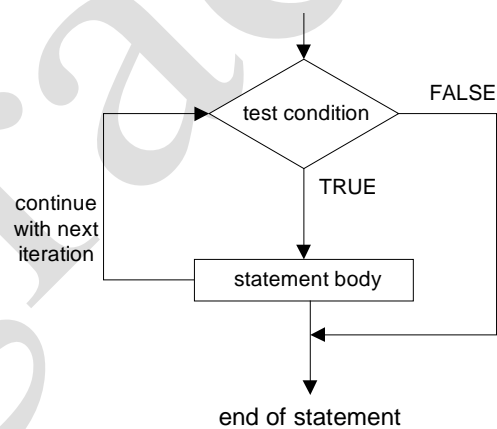 test condition
FALSE
TRUE
continue
with next
iteration
statement body
end of statement